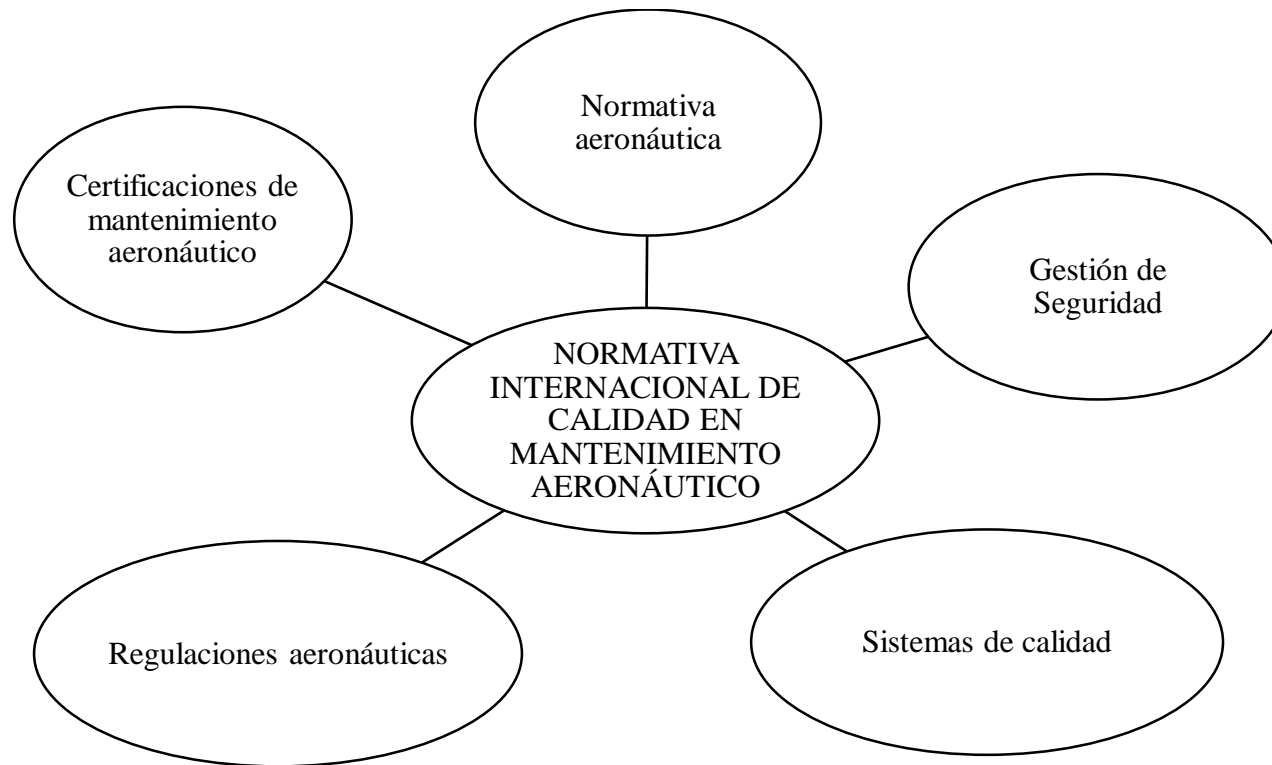 Normativa
aeronáutica
Certificaciones de
mantenimiento
aeronáutico
Gestión de
Seguridad
NORMATIVA
INTERNACIONAL DE
CALIDAD EN
MANTENIMIENTO
AERONÁUTICO
Regulaciones aeronáuticas
Sistemas de calidad